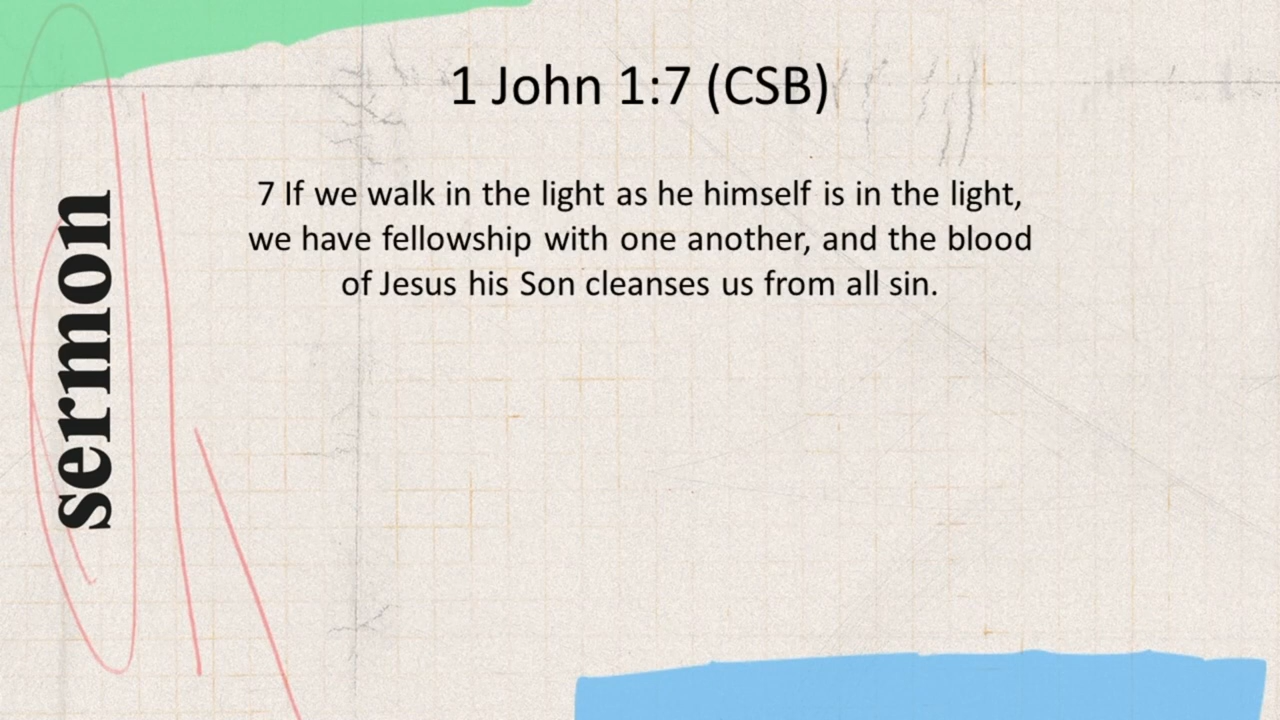 1 John 1:7 (CSB)
7 If we walk in the light as he himself is in the light,
we have fellowship with one another, and the blood
of Jesus his Son cleanses us from all sin.
sermon